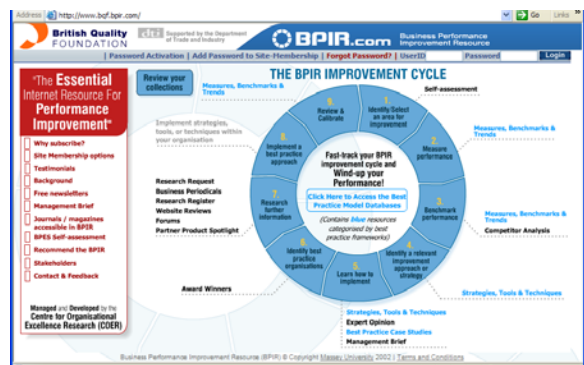 Address http://www.bqf.bpir.com/ Go Links »
British Quality
FOUNDATION
dti Supported by the Department
of Trade and Industry
BPIR.com Business Performance
Improvement Resource
| Password Activation | Add Password to Site-Membership | Forgot Password? | UserID Password Login
"The Essential
Internet Resource For
Performance
Improvement"
Why subscribe?
Site Membership options
Testimonials
Background
Free newsletters
Management Brief
Journals / magazines
accessible in BPIR
BPES Self-assessment
Recommend the BPIR
Stakeholders
Contact & Feedback
Managed and Developed by the
Centre for Organisational
Excellence Research (COER)
Review your
collections
THE BPIR IMPROVEMENT CYCLE
Measures, Benchmarks &
Trends
Self-assessment
Implement strategies,
tools, or techniques within
your organisation
9.
Review &
Calibrate
1.
Identify/Select
an area for
improvement
2.
Measure
performance
Measures, Benchmarks &
Trends
8.
Implement a
best practice
approach
Fast-track your BPIR
improvement cycle and
Wind-up your
Performance!
Click Here to Access the Best
Practice Model Databases
(Contains blue resources
categorised by best
practice frameworks)
Research Request
Business Periodicals
Research Register
Website Reviews
Forums
Partner Product Spotlight
7.
Research
further
information
3.
Benchmark
performance
Measures, Benchmarks &
Trends
Competitor Analysis
6.
Identify best
practice
organisations
4.
Identify a relevant
improvement
approach or
strategy
5.
Learn how to
implement
Award Winners
Strategies, Tools & Techniques
Strategies, Tools & Techniques
Expert Opinion
Best Practice Case Studies
Management Brief
Business Performance Improvement Resource (BPIR) © Copyright Massey University 2002 | Terms and Conditions